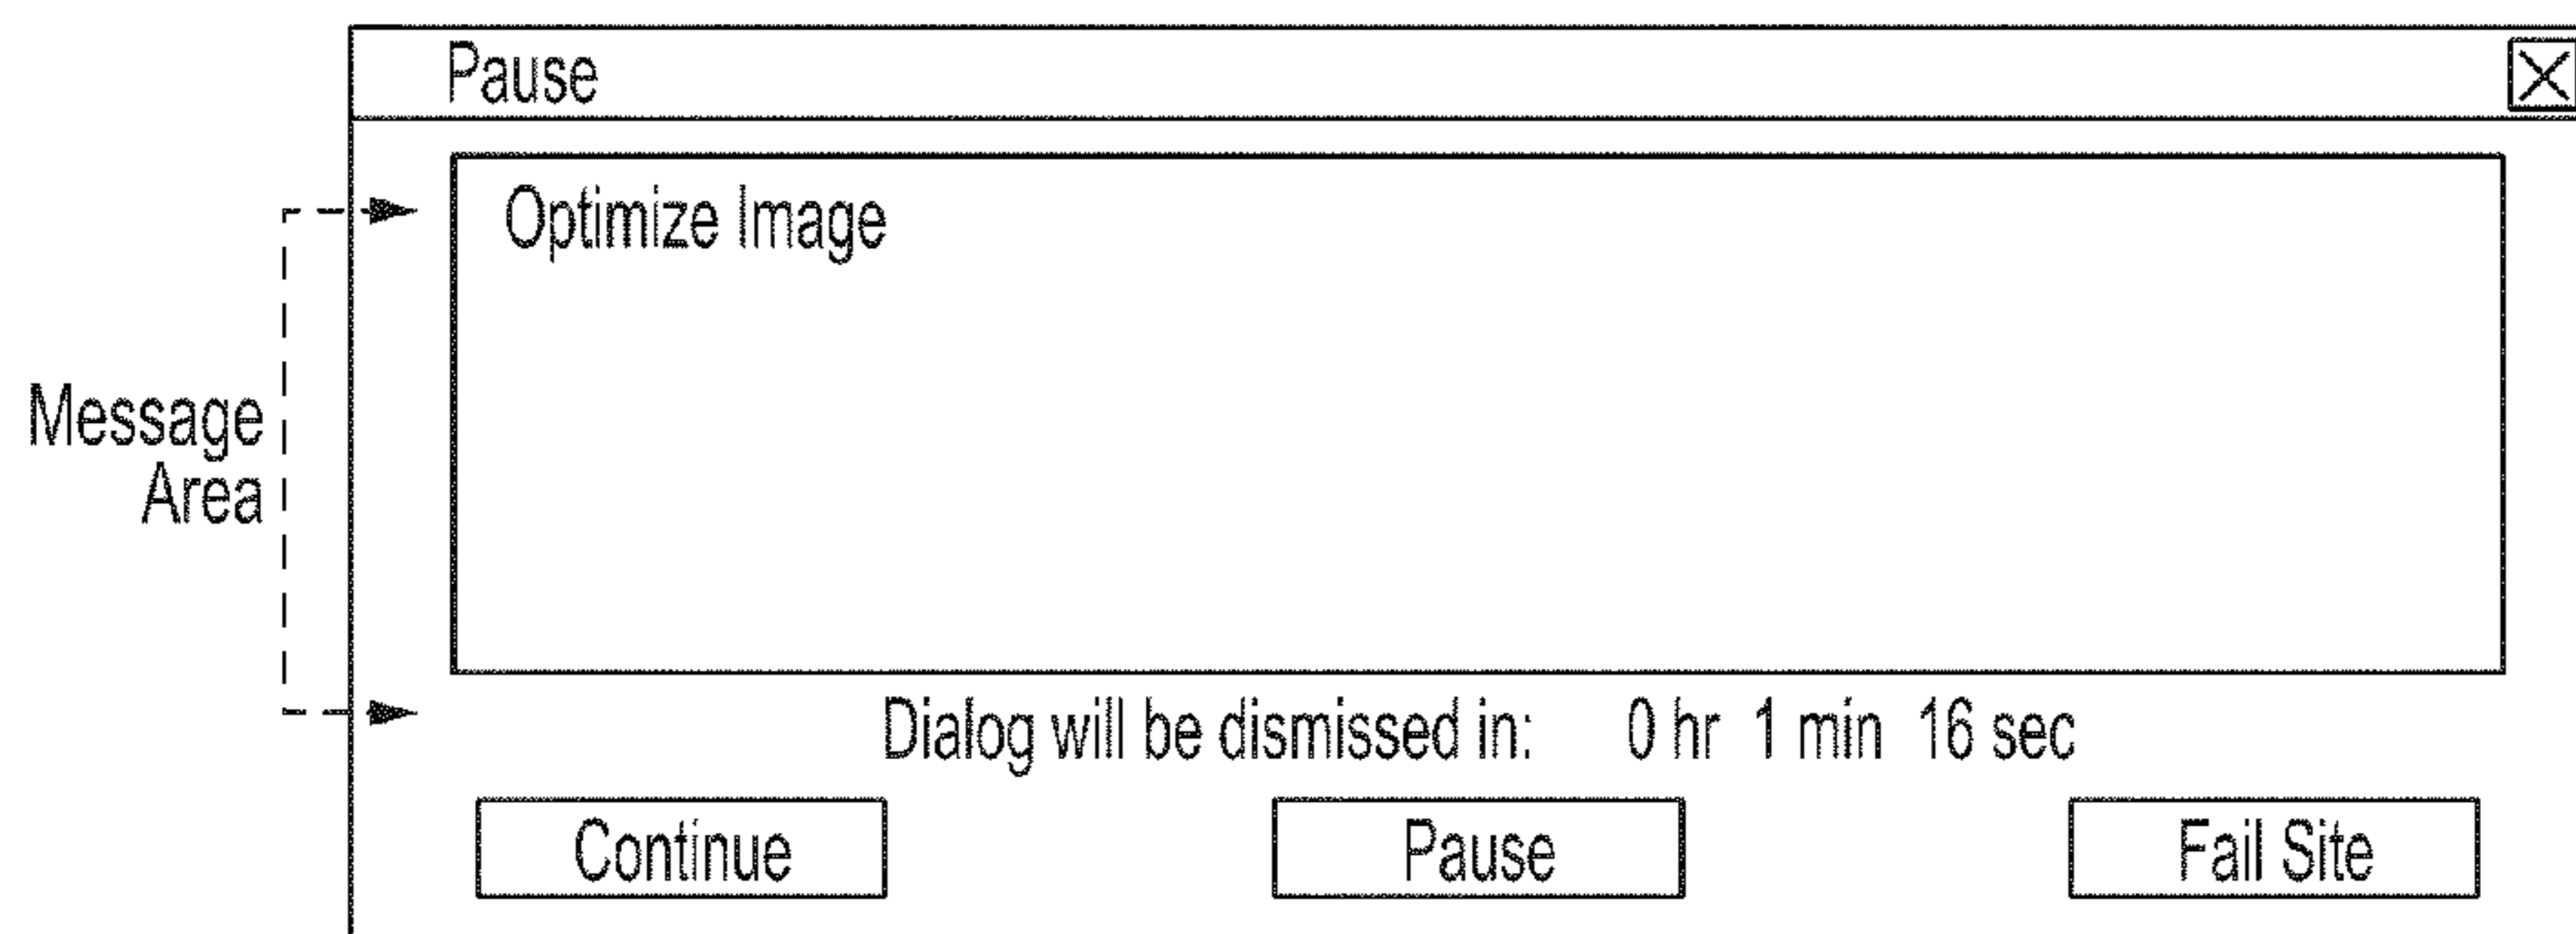 Pause
Optimize Image
Message
Area
Dialog will be dismissed in: 0 hr 1 min 16 sec
Continue Pause Fail Site